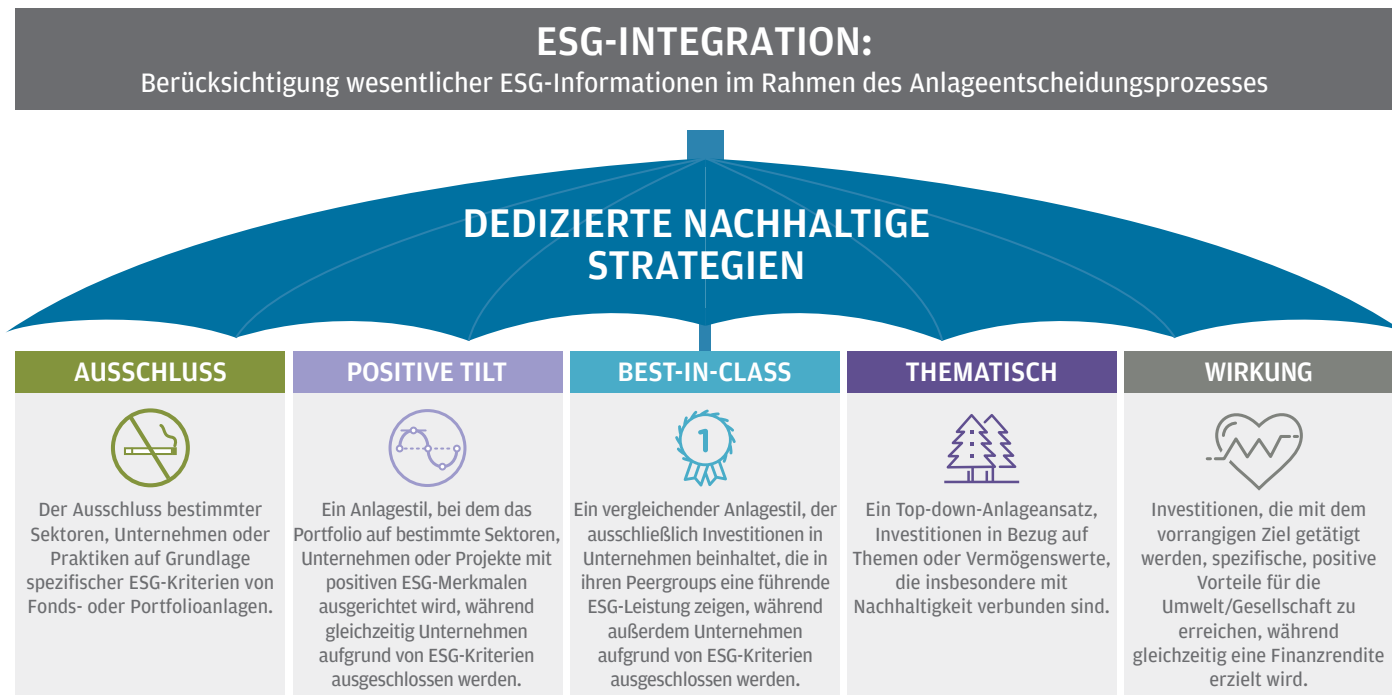 ESG-INTEGRATION:
Berücksichtigung wesentlicher ESG-Informationen im Rahmen des Anlageentscheidungsprozesses
DEDIZIERTE NACHHALTIGE
STRATEGIEN
AUSSCHLUSS
Der Ausschluss bestimmter
Sektoren, Unternehmen oder
Praktiken auf Grundlage
spezifischer ESG-Kriterien von
Fonds- oder Portfolioanlagen.
POSITIVE TILT
Ein Anlagestil, bei dem das
Portfolio auf bestimmte Sektoren,
Unternehmen oder Projekte mit
positiven ESG-Merkmalen
ausgerichtet wird, während
gleichzeitig Unternehmen
aufgrund von ESG-Kriterien
ausgeschlossen werden.
BEST-IN-CLASS
1
Ein vergleichender Anlagestil, der
ausschließlich Investitionen in
Unternehmen beinhaltet, die in
ihren Peergroups eine führende
ESG-Leistung zeigen, während
außerdem Unternehmen
aufgrund von ESG-Kriterien
ausgeschlossen werden.
THEMATISCH
Ein Top-down-Anlageansatz,
Investitionen in Bezug auf
Themen oder Vermögenswerte,
die insbesondere mit
Nachhaltigkeit verbunden sind.
WIRKUNG
Investitionen, die mit dem
vorrangigen Ziel getätigt
werden, spezifische, positive
Vorteile für die
Umwelt/Gesellschaft zu
erreichen, während
gleichzeitig eine Finanzrendite
erzielt wird.